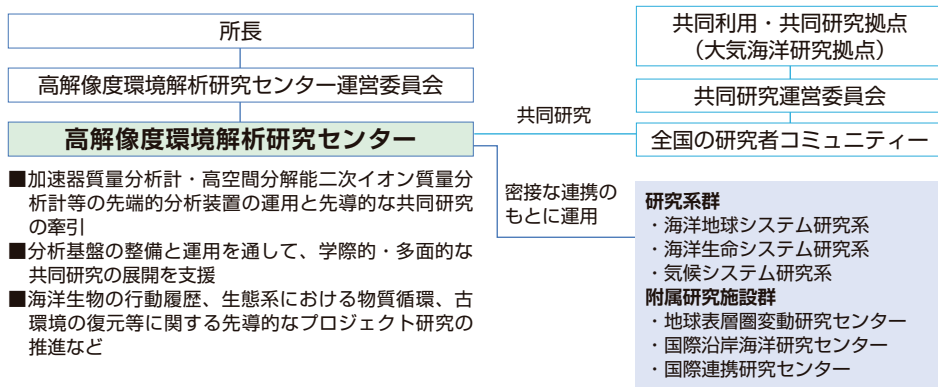 所長
高解像度環境解析研究センター運営委員会
高解像度環境解析研究センター
■加速器質量分析計・高空間分解能二次イオン質量分
析計等の先端的分析装置の運用と先導的な共同研究
の牽引
■分析基盤の整備と運用を通して、学際的・多面的な
共同研究の展開を支援
■海洋生物の行動履歴、生態系における物質循環、古
環境の復元等に関する先導的なプロジェクト研究の
推進など
共同研究
密接な連携の
もとに運用
共同利用・共同研究拠点
（大気海洋研究拠点）
共同研究運営委員会
全国の研究者コミュニティー
研究系群
・海洋地球システム研究系
・海洋生命システム研究系
・気候システム研究系
附属研究施設群
・地球表層圏変動研究センター
・国際沿岸海洋研究センター
・国際連携研究センター